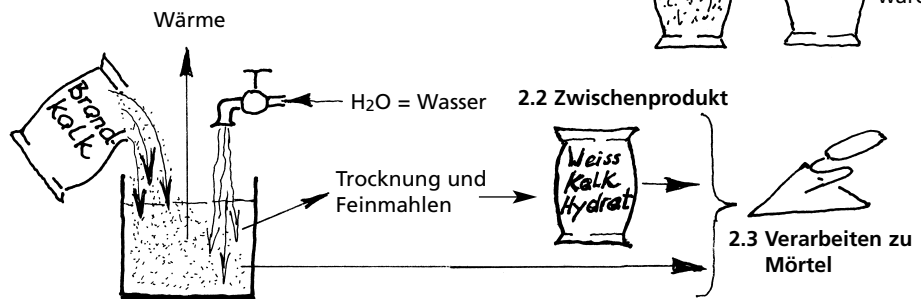 Wärme
Brand
Kalk
H2O = Wasser
2.2 Zwischenprodukt
Weiss
Kalk
Hydrat
Trocknung und
Feinmahlen
2.3 Verarbeiten zu
Mörtel